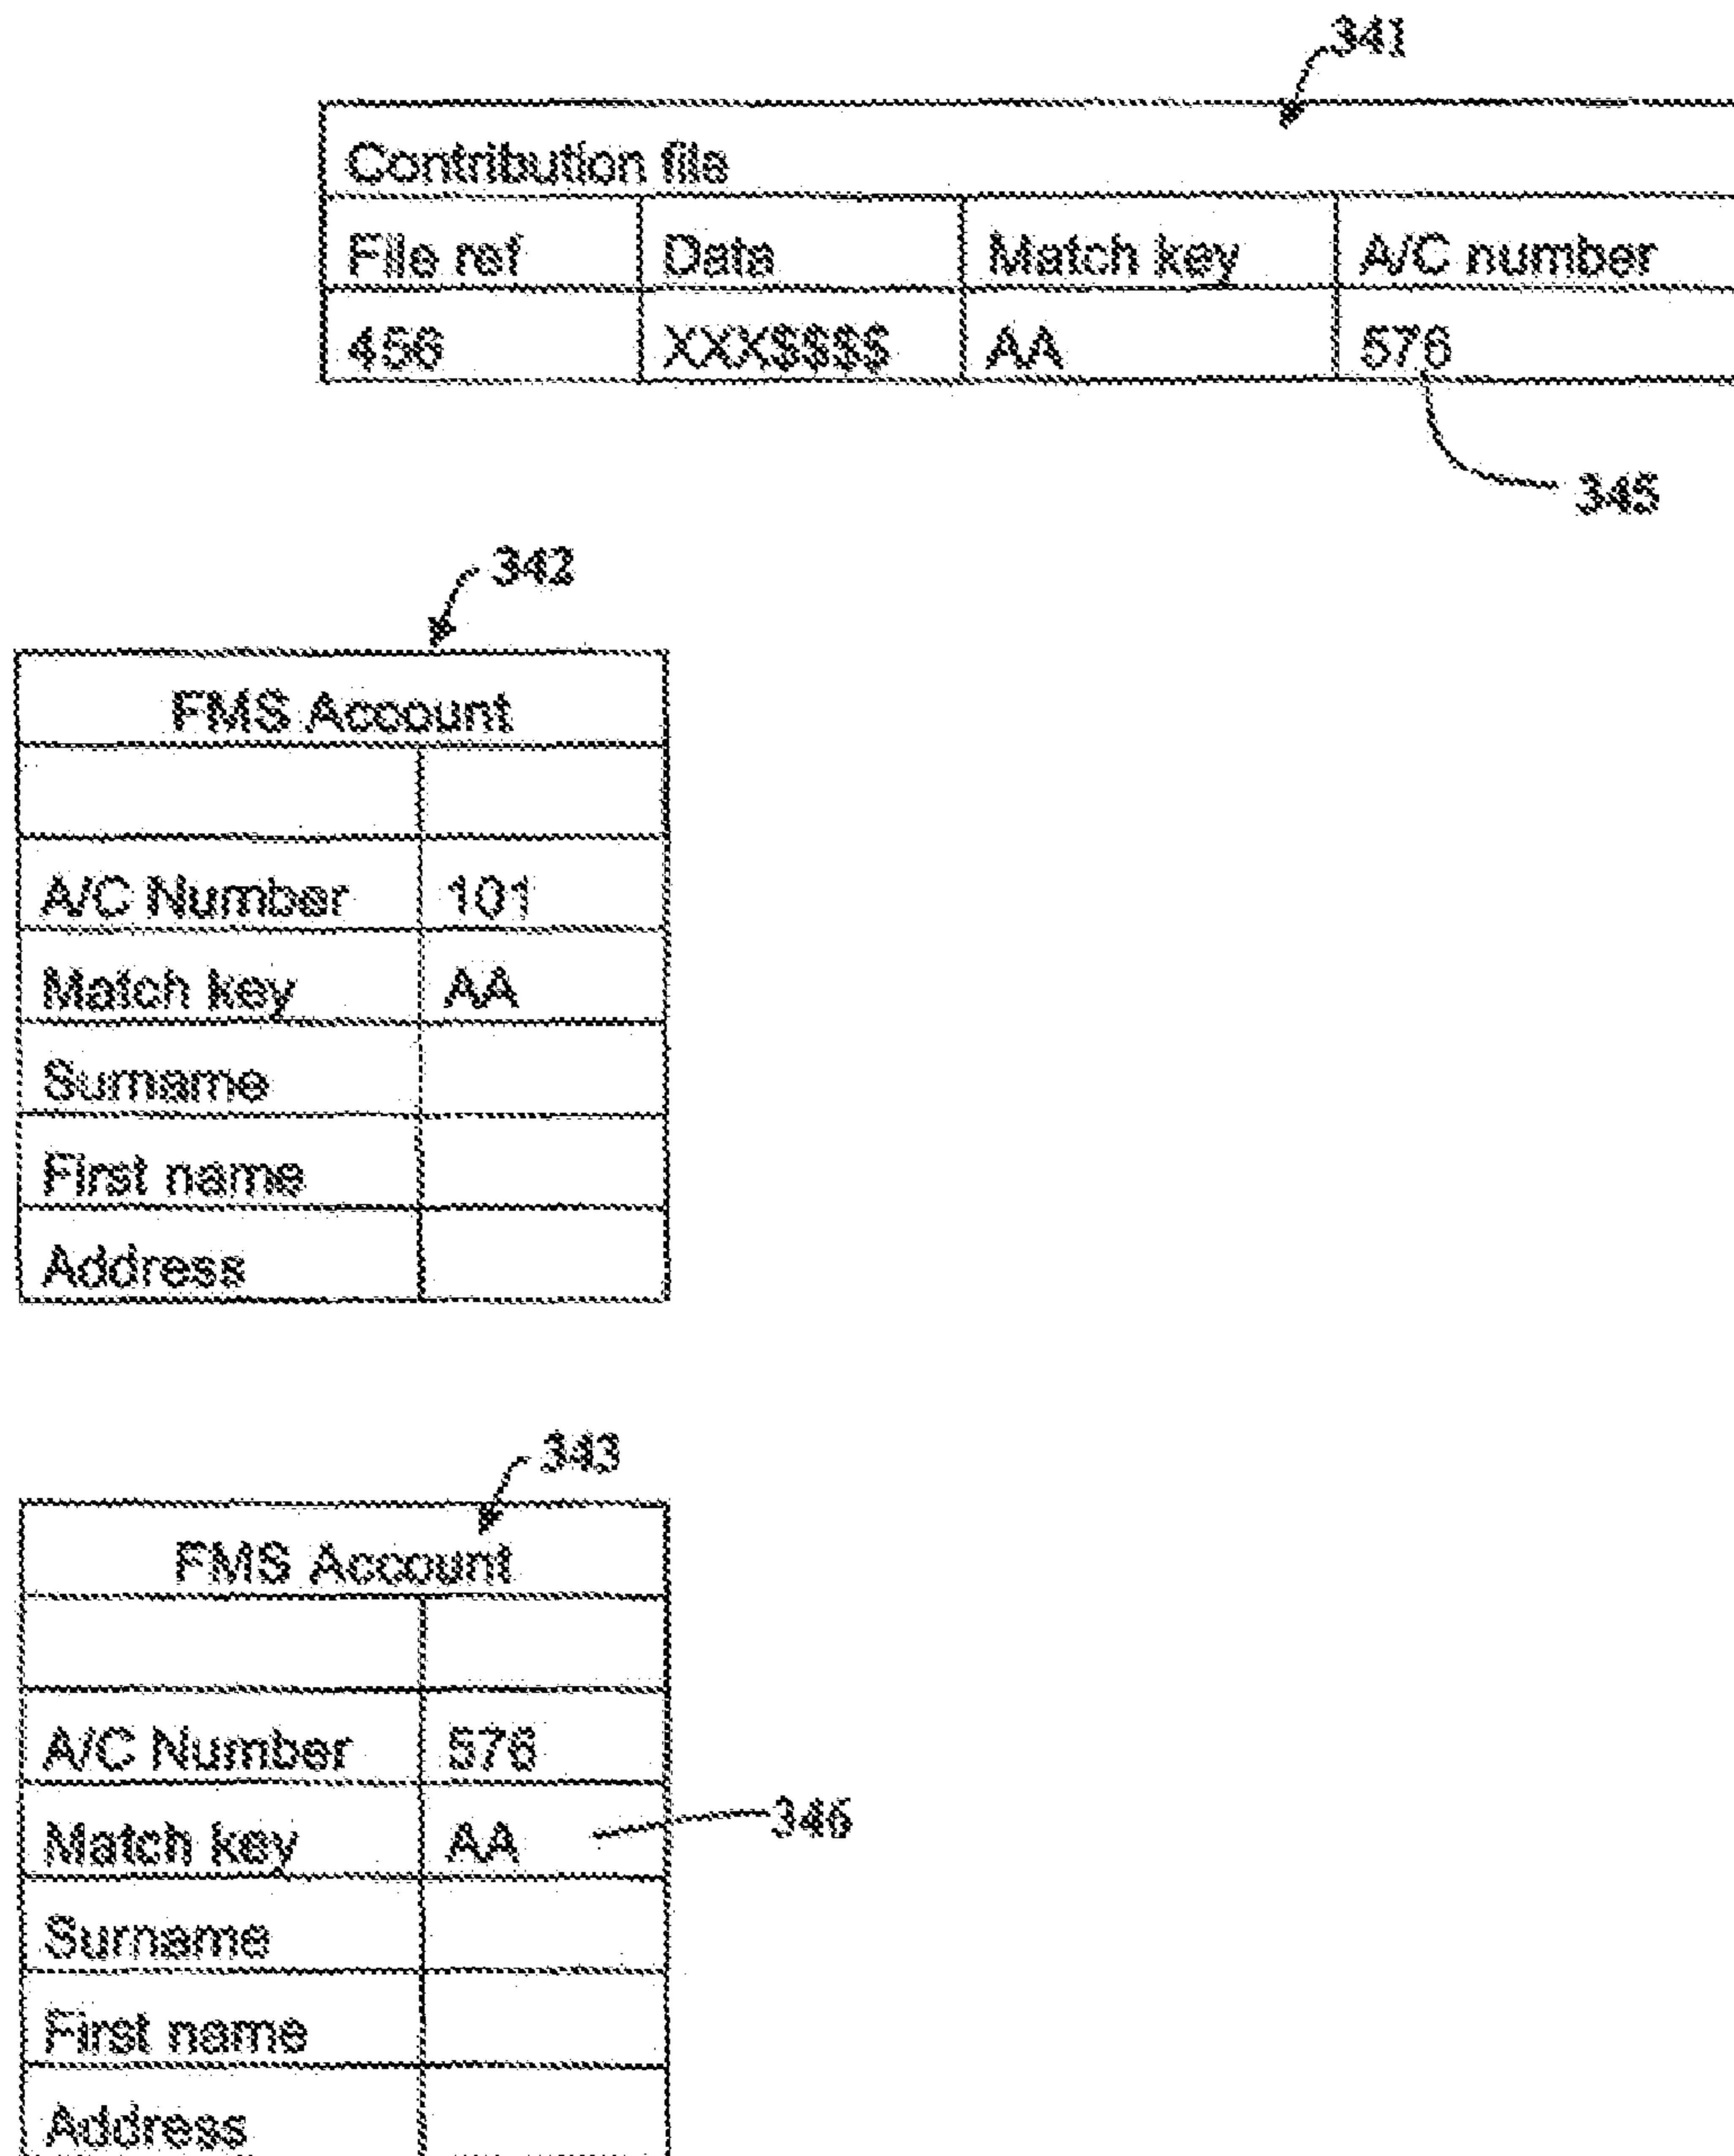 341
Contribution file
File ref Data Match key A/C number
456 XXX$$$$ AA 576
345
342
FMS Account
A/C Number 101
Match key AA
Surname
First name
Address
343
FMS Account
A/C Number 576
Match key AA
346
Surname
First name
Address